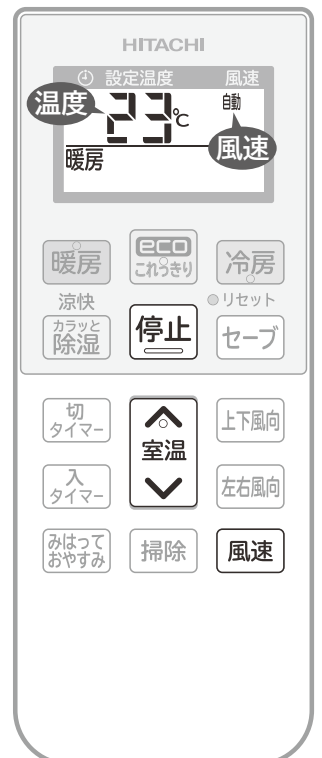 HITACHI
設定温度 風速
温度 23℃ 自動
暖房 風速
暖房 eco これっきり 冷房
涼快 リセット
カラッと 除湿 停止 セーブ
切 タイマー 室温 上下風向
入 タイマー 左右風向
みはって おやすみ 掃除 風速